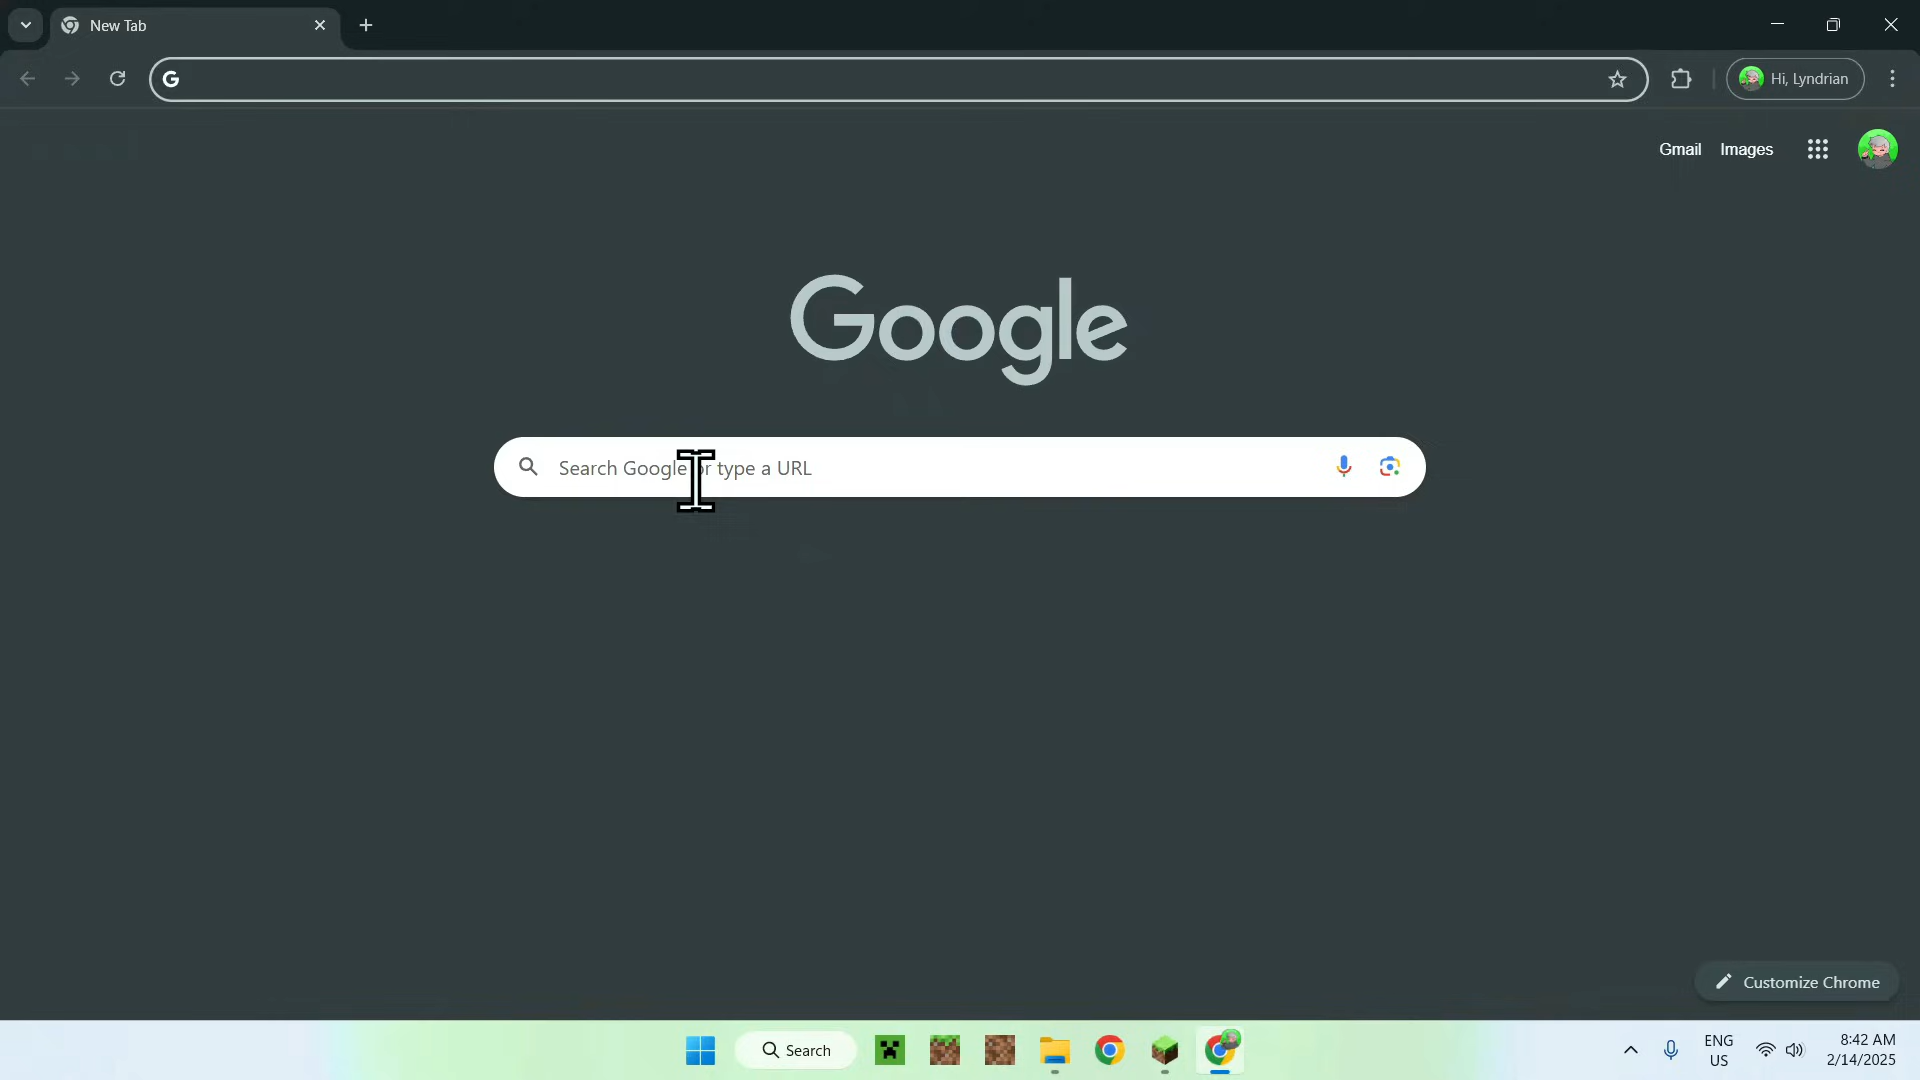 New Tab
Hi, Lyndrian
Gmail Images
Google
Search Google or type a URL
Customize Chrome
Search
ENG
US
8:42 AM
2/14/2025